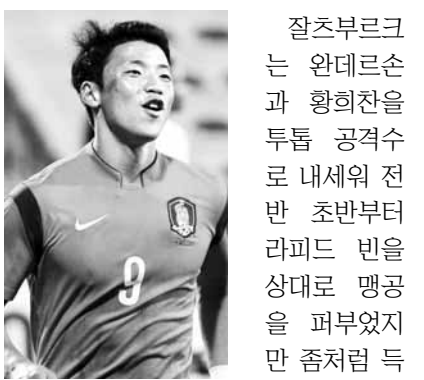 잘츠부르크
는 완데르손
과 황희찬을
투톱 공격수
로 내세워 전
반 초반부터
라피드 빈을
상대로 맹공
을 퍼부었지
만 좀처럼 득
9